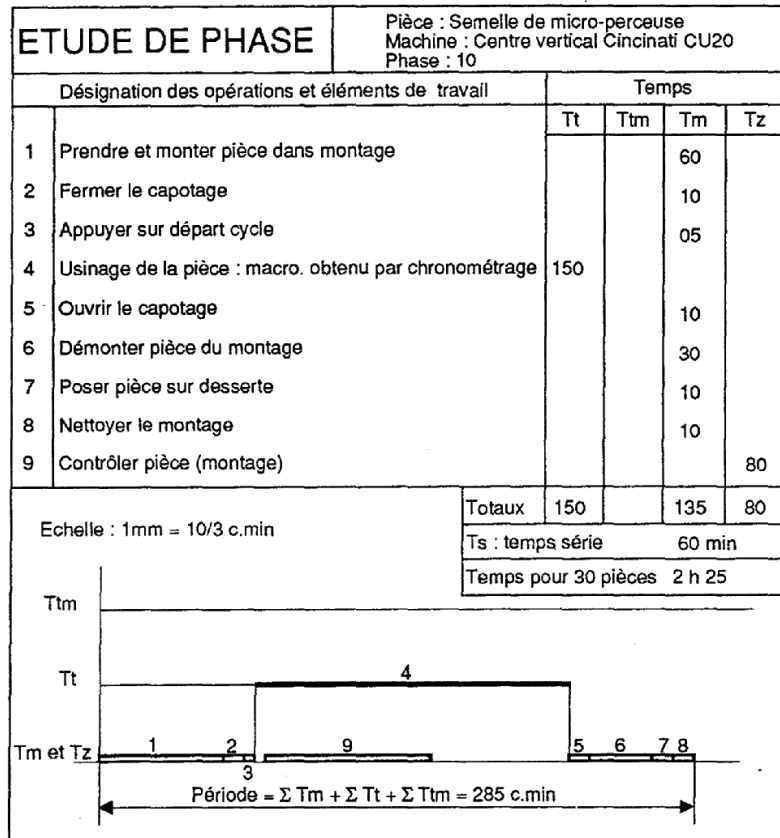 ETUDE DE PHASE
Pièce : Semelle de micro-perceuse
Machine : Centre vertical Cincinati CU20
Phase : 10
Désignation des opérations et éléments de travail Temps
Tt Ttm Tm Tz
1 Prendre et monter pièce dans montage 60
2 Fermer le capotage 10
3 Appuyer sur départ cycle 05
4 Usinage de la pièce : macro. obtenu par chronométrage 150
5 Ouvrir le capotage 10
6 Démonter pièce du montage 30
7 Poser pièce sur desserte 10
8 Nettoyer le montage 10
9 Contrôler pièce (montage) 80
Totaux 150 135 80
Echelle : 1mm = 10/3 c.min
Ts : temps série 60 min
Temps pour 30 pièces 2 h 25
Ttm
Tt 4
Tm et Tz 1 2 9 5 6 7 8
3
Période = Σ Tm + Σ Tt + Σ Ttm = 285 c.min